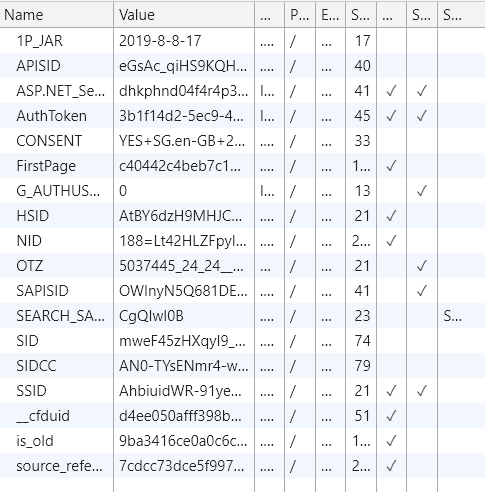 Name Value ... P... E... S... ... S... S...
1P_JAR 2019-8-8-17 .... / ... 17
APISID eGsAc_qiHS9KQH... .... / ... 40
ASP.NET_Se... dhkphnd04f4r4p3... l... / ... 41 ✓ ✓
AuthToken 3b1f14d2-5ec9-4... l... / ... 45 ✓ ✓
CONSENT YES+SG.en-GB+2... .... / ... 33
FirstPage c40442c4beb7c1... .... / ... 1... ✓
G_AUTHUS... 0 l... / ... 13 ✓
HSID AtBY6dzH9MHJC... .... / ... 21 ✓
NID 188=Lt42HLZFpyl... .... / ... 2... ✓
OTZ 5037445_24_24__... ... / ... 21 ✓
SAPISID OWlnyN5Q681DE... .... / ... 41 ✓
SEARCH_SA... CgQIwI0B .... / ... 23 S...
SID mweF45zHXqyl9_... .... / ... 74
SIDCC AN0-TYsENmr4-w... .... / ... 79
SSID AhbiuidWR-91ye... .... / ... 21 ✓ ✓
__cfduid d4ee050afff398b... .... / ... 51 ✓
is_old 9ba3416ce0a0c6c... .... / ... 1... ✓
source_refe... 7cdcc73dce5f997... .... / ... 2... ✓